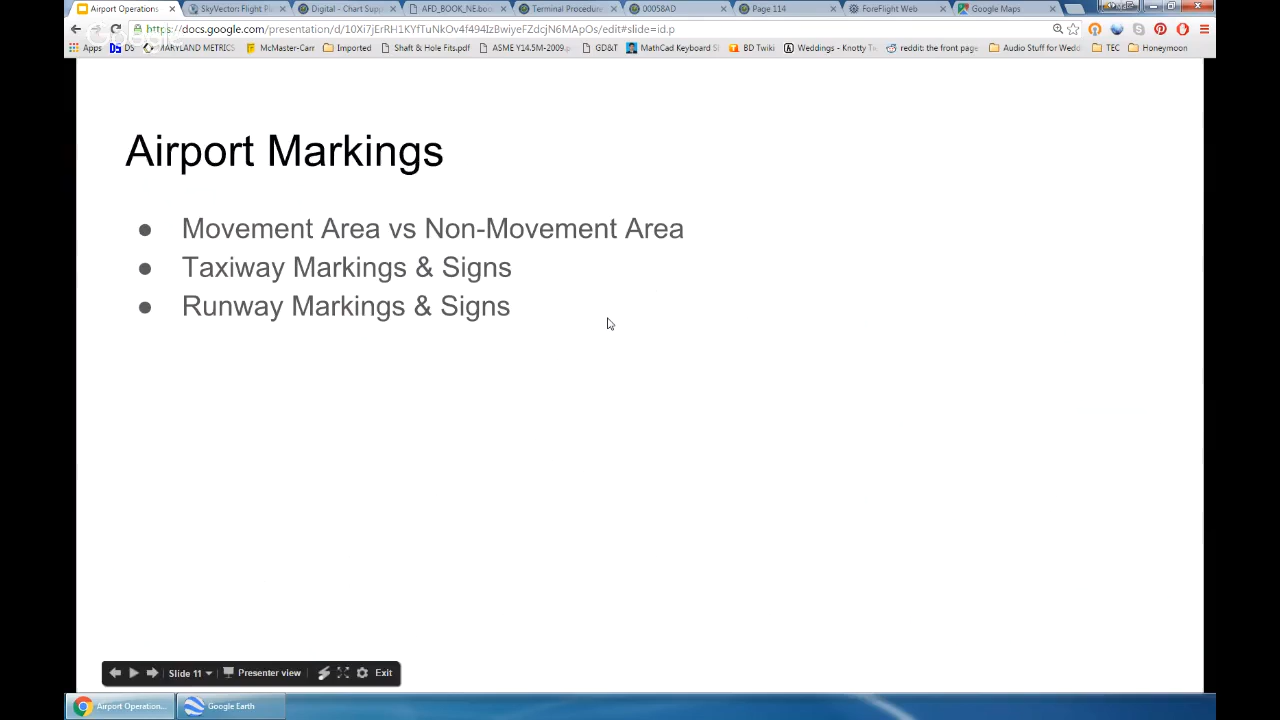 Airport Operations
SkyVector: Flight Pl
Digital - Chart Supp
AFD_BOOK_NE.boo
Terminal Procedure
00058AD
Page 114
ForeFlight Web
Google Maps
https://docs.google.com/presentation/d/10Xi7jErRH1KYfTuNkOv4f494IzBvwpeFZdcjN6MApOs/edit#slide=id.p
Apps
DS
MARYLAND METRICS
McMaster-Carr
Imported
Shaft & Hole Fits.pdf
ASME Y14.5M-2009.p
GD&T
MathCad Keyboard S
BD Twiki
Weddings - Knotty T
reddit: the front page
Audio Stuff for Wedd
TEC
Honeymoon
Airport Markings
● Movement Area vs Non-Movement Area
● Taxiway Markings & Signs
● Runway Markings & Signs
Slide 11
Presenter view
Exit
Airport Operation...
Google Earth